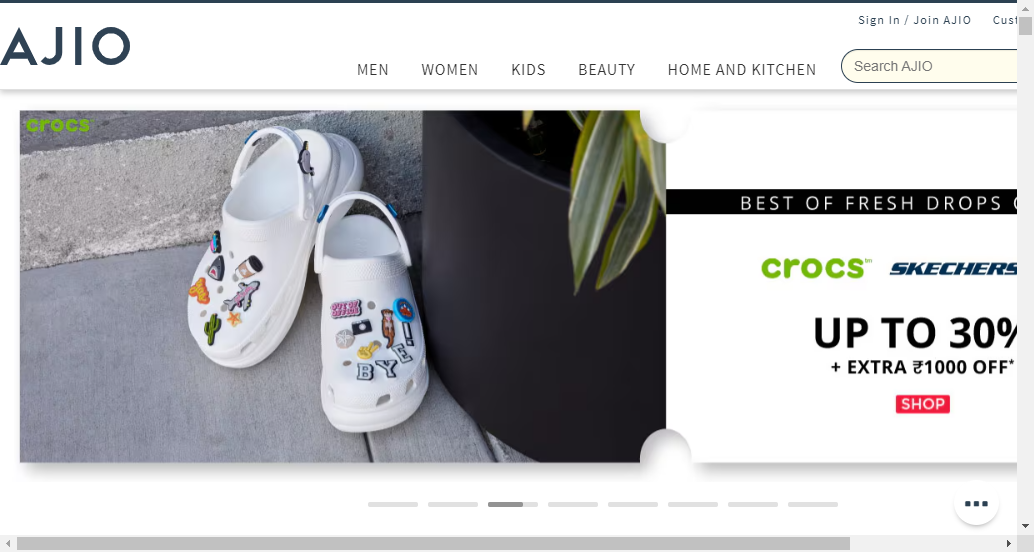 Sign In / Join AJIO
AJIO
MEN WOMEN KIDS BEAUTY HOME AND KITCHEN
Search AJIO
crocs
BEST OF FRESH DROPS
crocs SKECHERS
UP TO 30%
+ EXTRA ₹1000 OFF*
SHOP
BYE